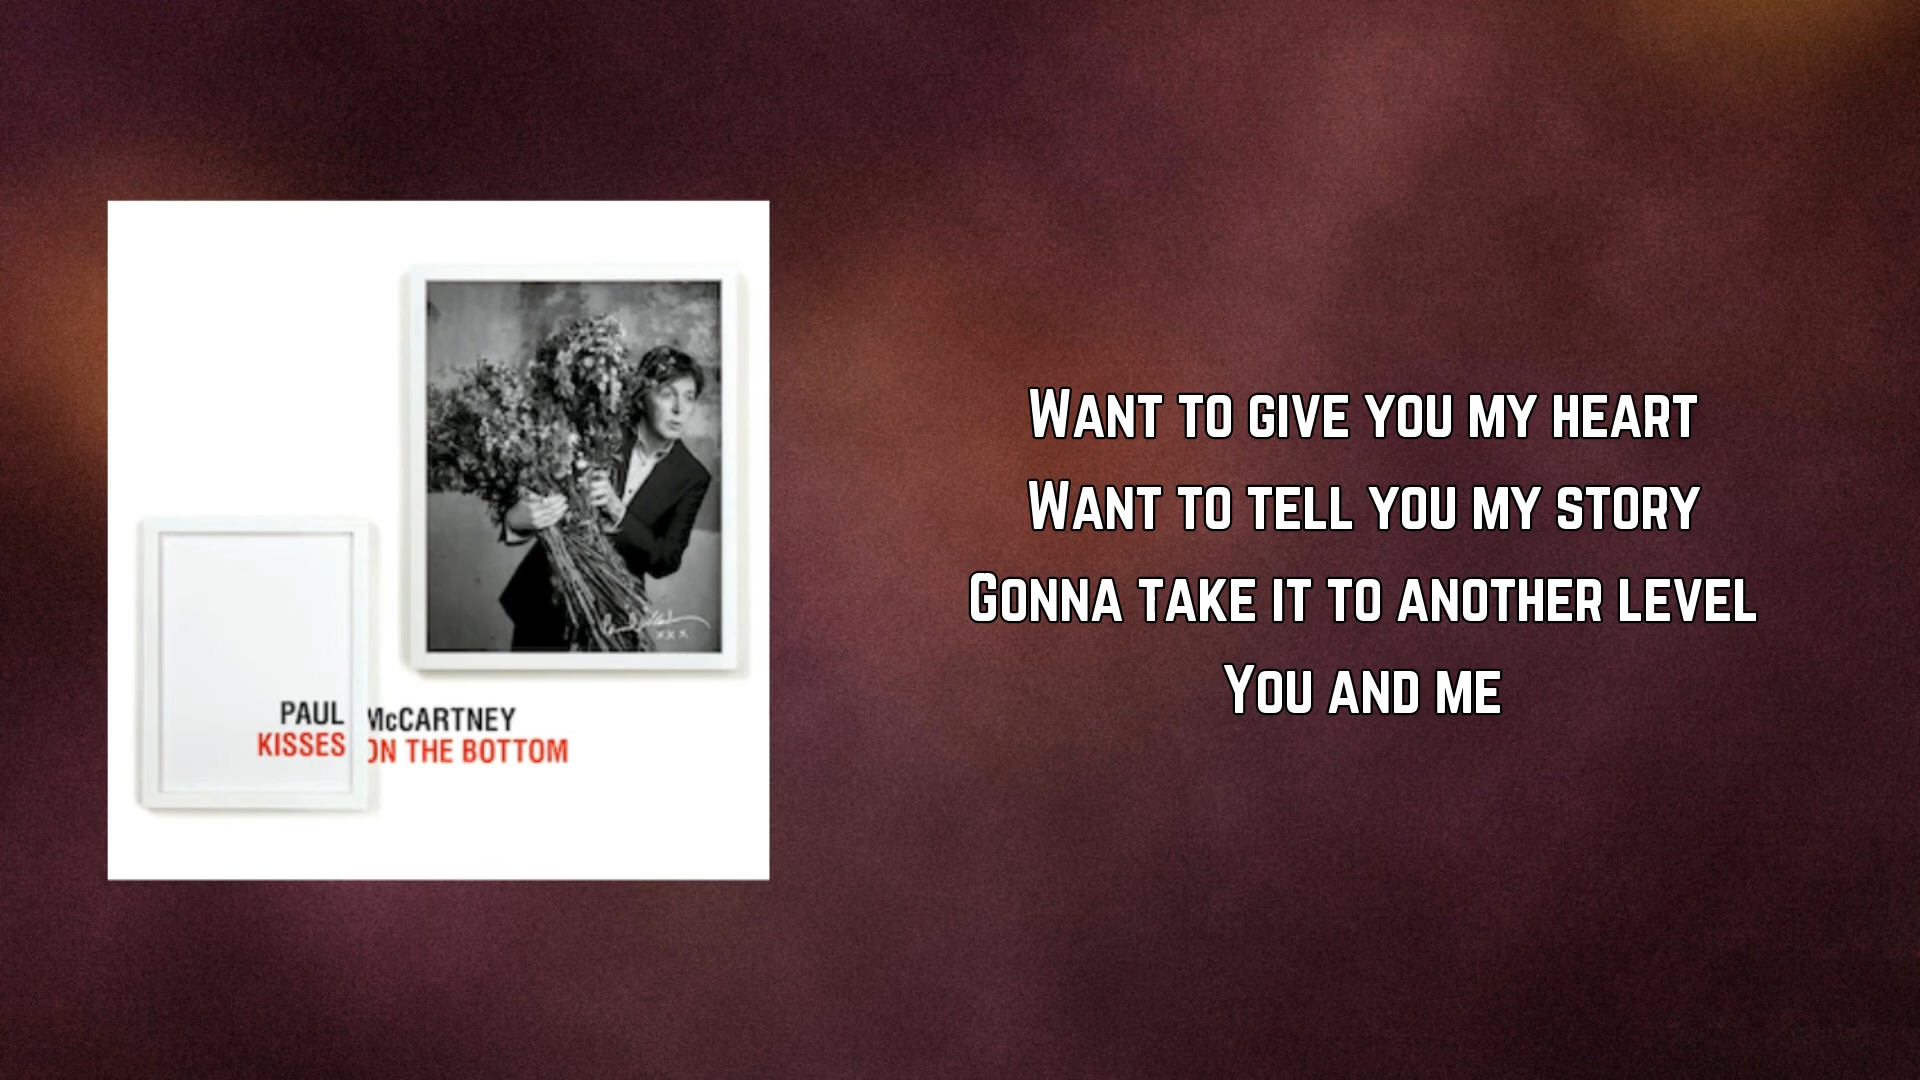 PAUL McCARTNEY
KISSES ON THE BOTTOM
xxx
Want to give you my heart
Want to tell you my story
Gonna take it to another level
You and me